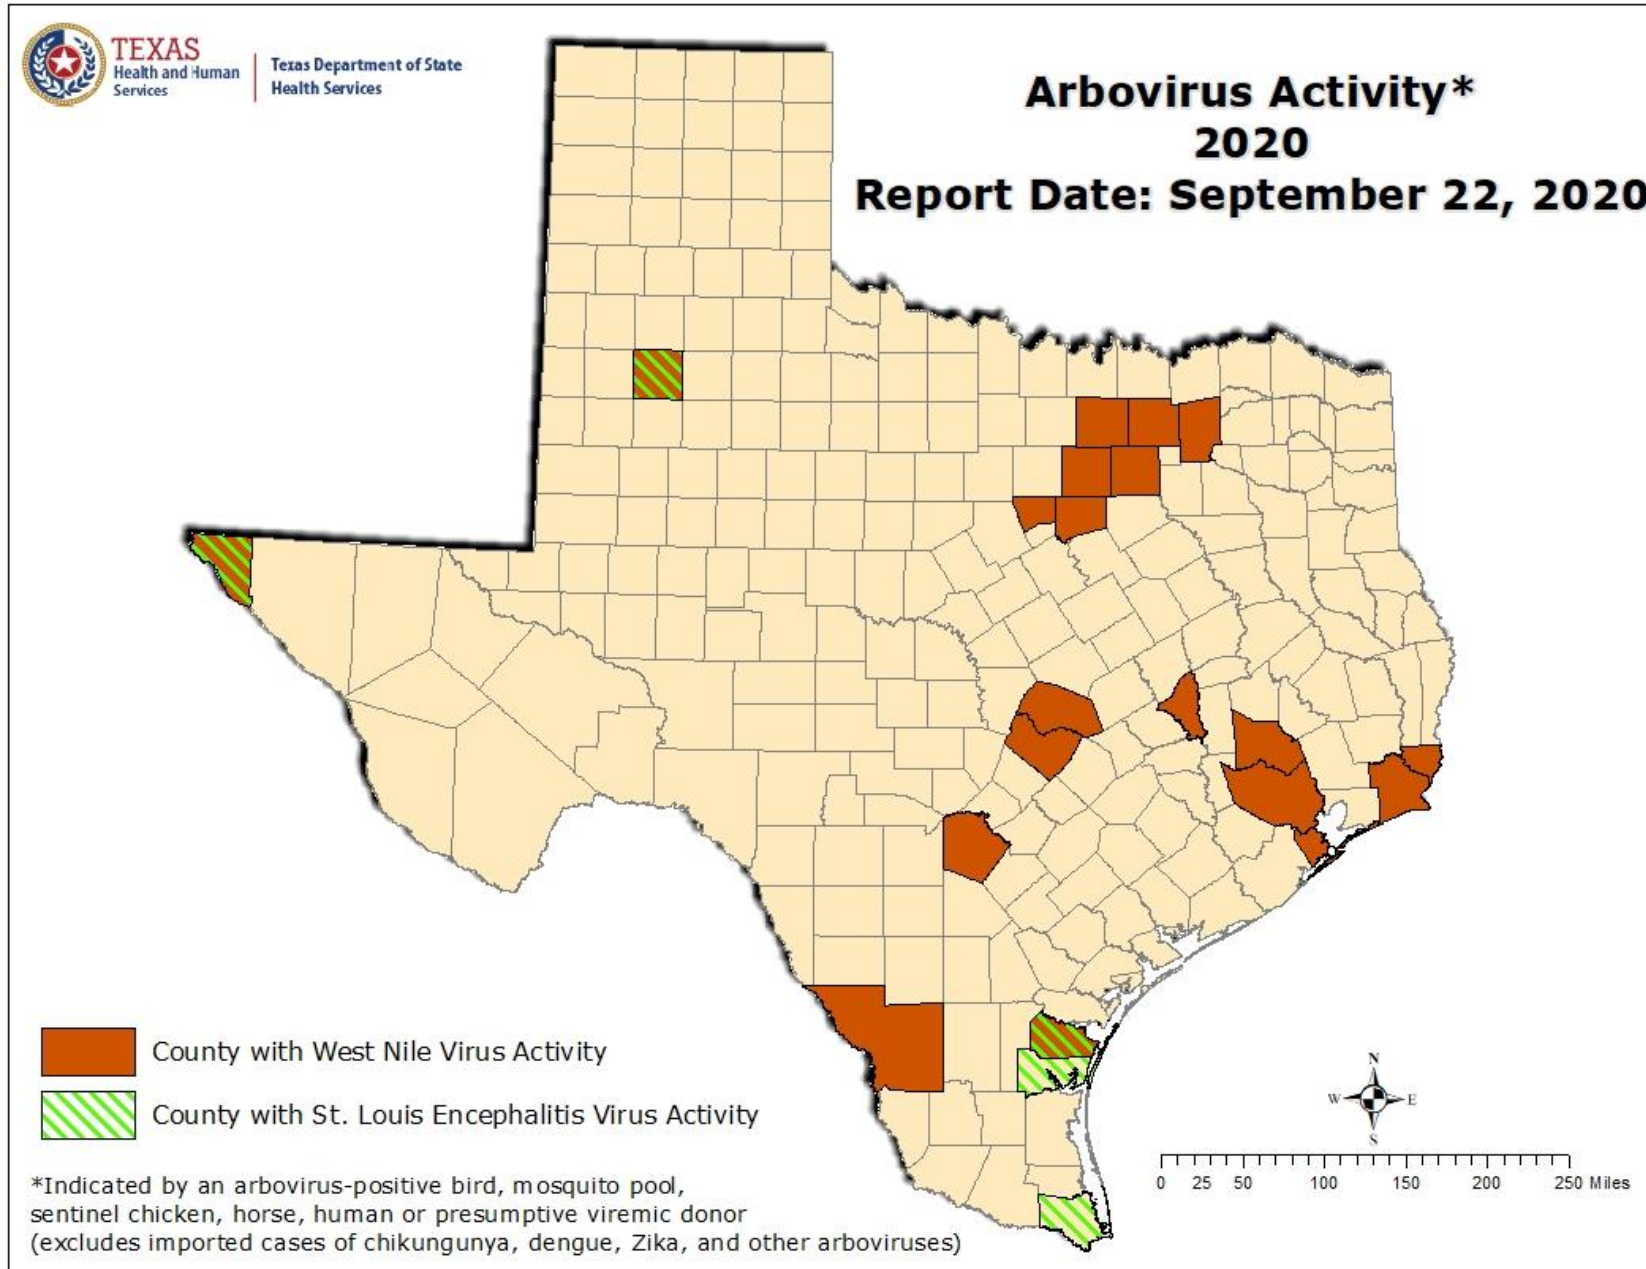 TEXAS
Health and Human
Services
Texas Department of State
Health Services
Arbovirus Activity*
2020
Report Date: September 22, 2020
County with West Nile Virus Activity
County with St. Louis Encephalitis Virus Activity
*Indicated by an arbovirus-positive bird, mosquito pool,
sentinel chicken, horse, human or presumptive viremic donor
(excludes imported cases of chikungunya, dengue, Zika, and other arboviruses)
N
W E
S
0 25 50 100 150 200 250 Miles